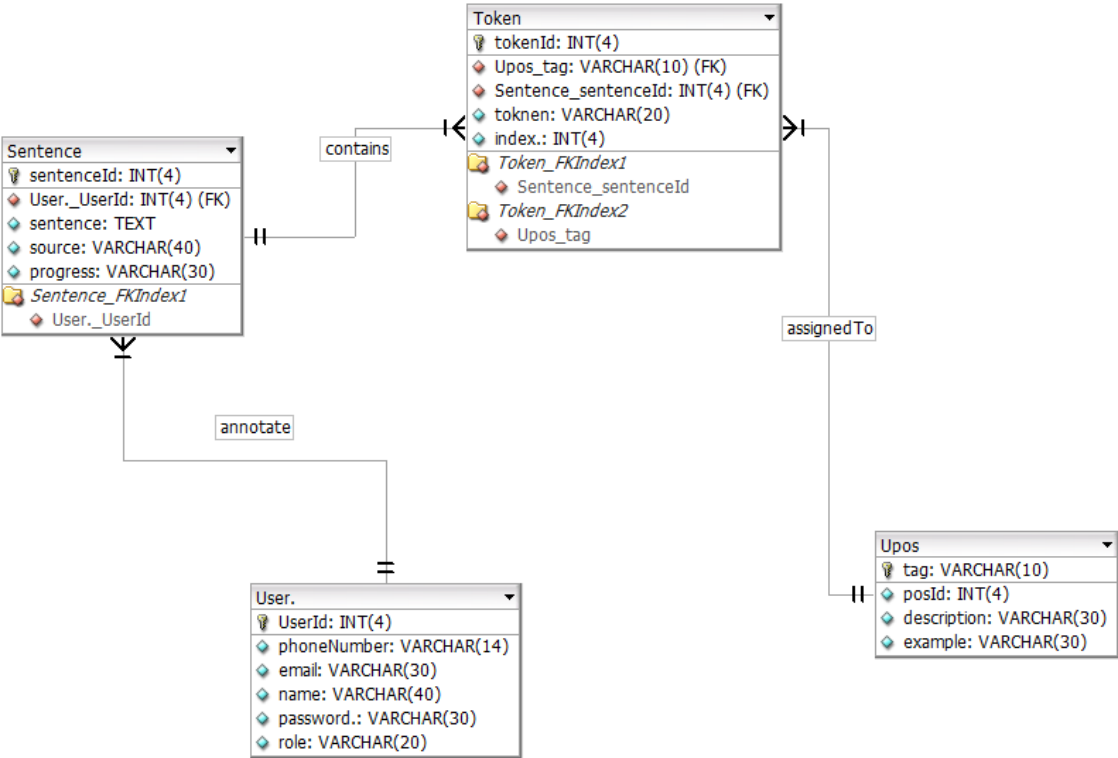 Token
tokenId: INT(4)
Upos_tag: VARCHAR(10) (FK)
Sentence_sentenceId: INT(4) (FK)
toknen: VARCHAR(20)
index.: INT(4)
Token_FKIndex1
Sentence_sentenceId
Token_FKIndex2
Upos_tag
contains
Sentence
sentenceId: INT(4)
User._UserId: INT(4) (FK)
sentence: TEXT
source: VARCHAR(40)
progress: VARCHAR(30)
Sentence_FKIndex1
User._UserId
assignedTo
annotate
User.
UserId: INT(4)
phoneNumber: VARCHAR(14)
email: VARCHAR(30)
name: VARCHAR(40)
password.: VARCHAR(30)
role: VARCHAR(20)
Upos
tag: VARCHAR(10)
posId: INT(4)
description: VARCHAR(30)
example: VARCHAR(30)